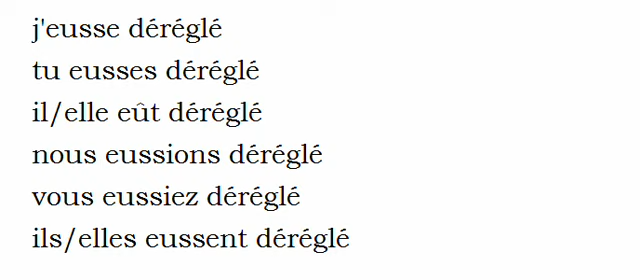 j'eusse déréglé
tu eusses déréglé
il/elle eût déréglé
nous eussions déréglé
vous eussiez déréglé
ils/elles eussent déréglé